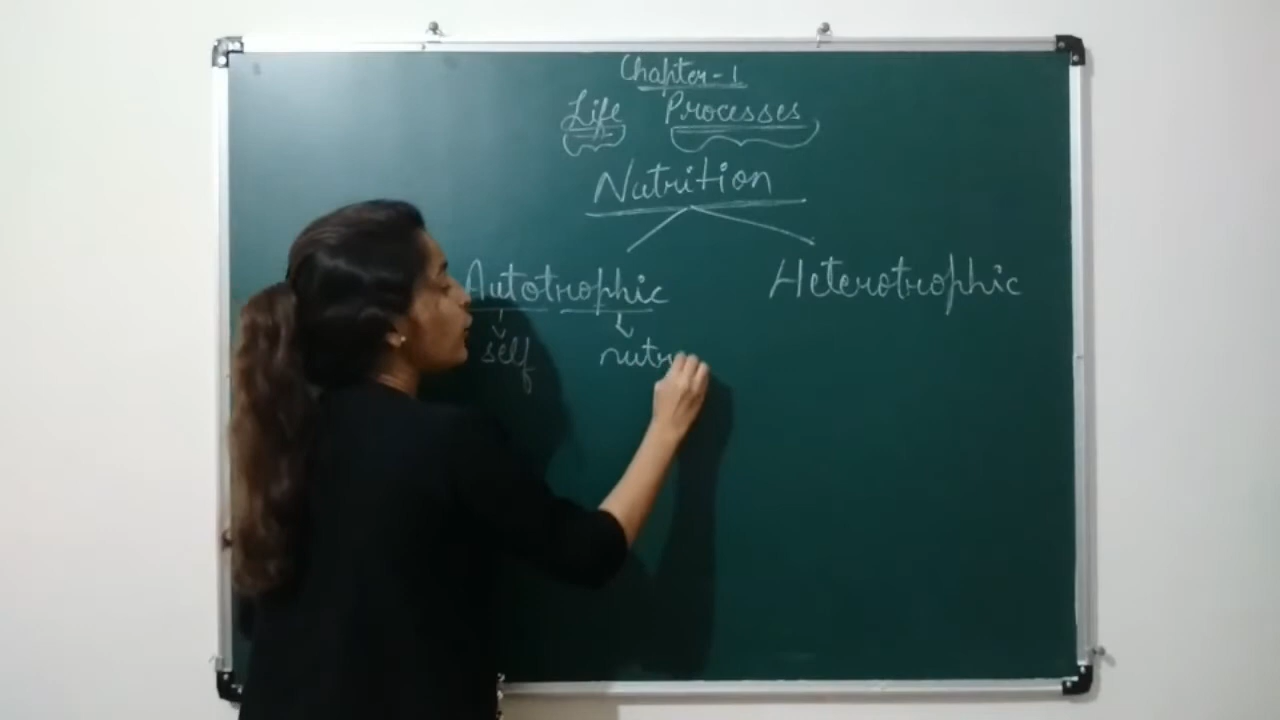 Chapter-1
Life Processes
Nutrition
Autotrophic Heterotrophic
self